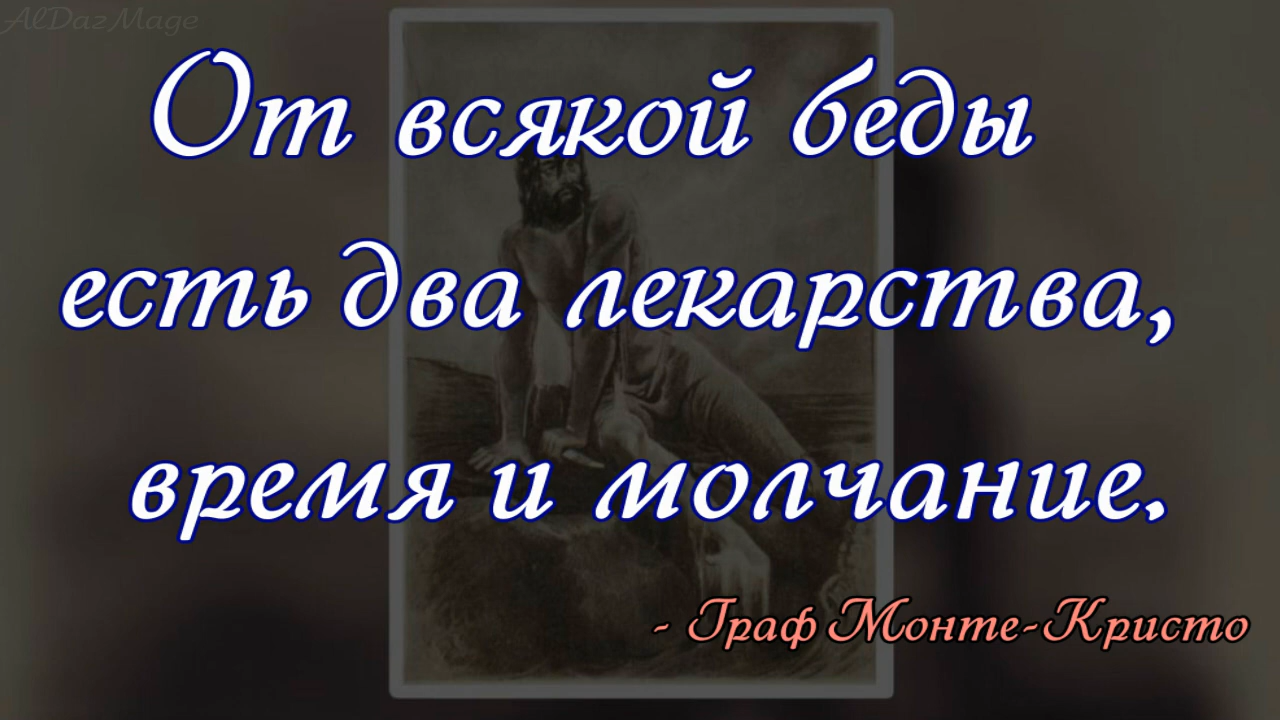 AlDazMage
От всякой беды
есть два лекарства,
время и молчание.
- Граф Монте-Кристо